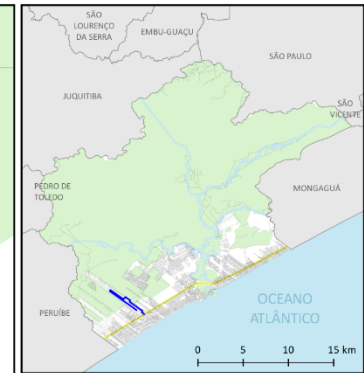 SÃO
LOURENÇO
DA SERRA
EMBU-GUAÇU
SÃO PAULO
JUQUITIBA
SÃO
VICENTE
PEDRO DE
TOLEDO
MONGAGUÁ
PERUÍBE
OCEANO
ATLÂNTICO
0 5 10 15 km